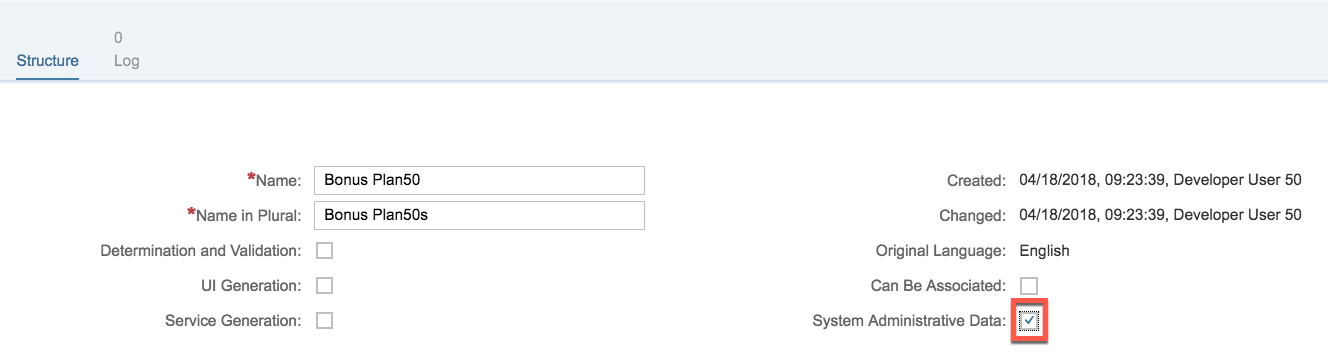 0
Structure Log
*Name: Bonus Plan50 Created: 04/18/2018, 09:23:39, Developer User 50
*Name in Plural: Bonus Plan50s Changed: 04/18/2018, 09:23:39, Developer User 50
Determination and Validation: Original Language: English
UI Generation: Can Be Associated:
Service Generation: System Administrative Data: